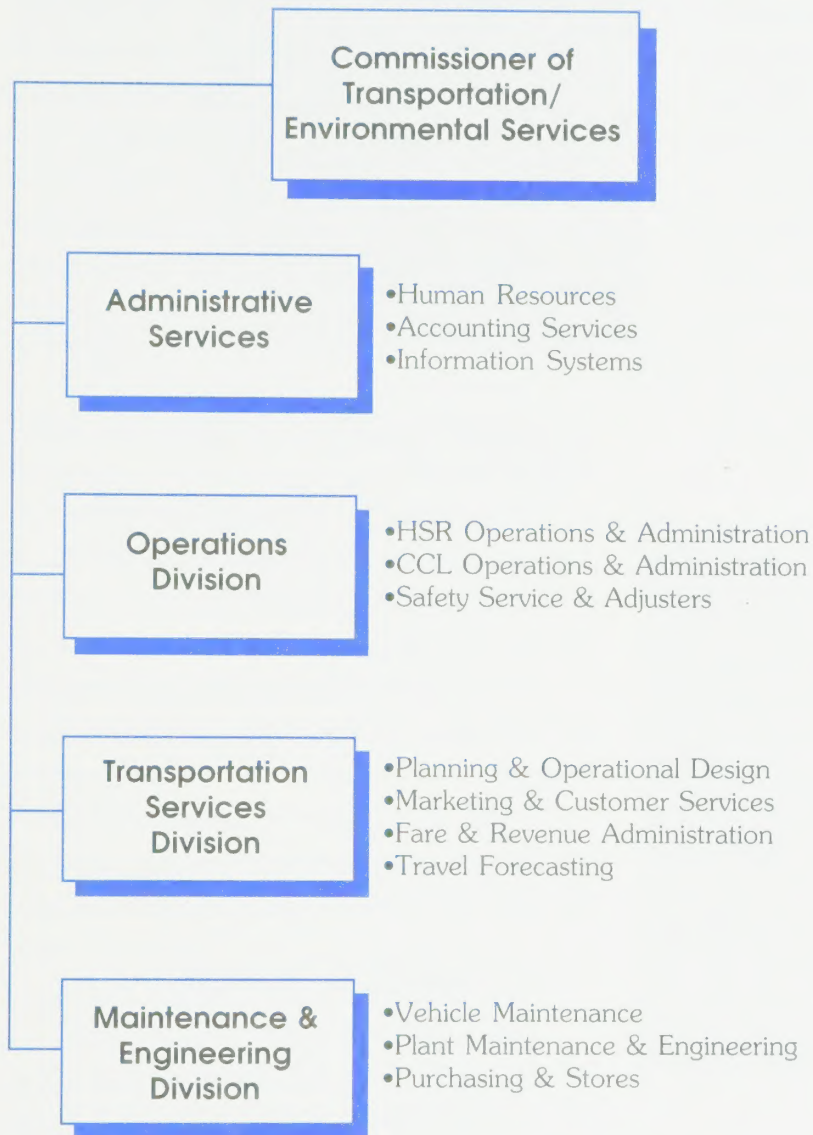 Commissioner of
Transportation/
Environmental Services
Administrative
Services
•Human Resources
•Accounting Services
•Information Systems
Operations
Division
•HSR Operations & Administration
•CCL Operations & Administration
•Safety Service & Adjusters
Transportation
Services
Division
•Planning & Operational Design
•Marketing & Customer Services
•Fare & Revenue Administration
•Travel Forecasting
Maintenance &
Engineering
Division
•Vehicle Maintenance
•Plant Maintenance & Engineering
•Purchasing & Stores